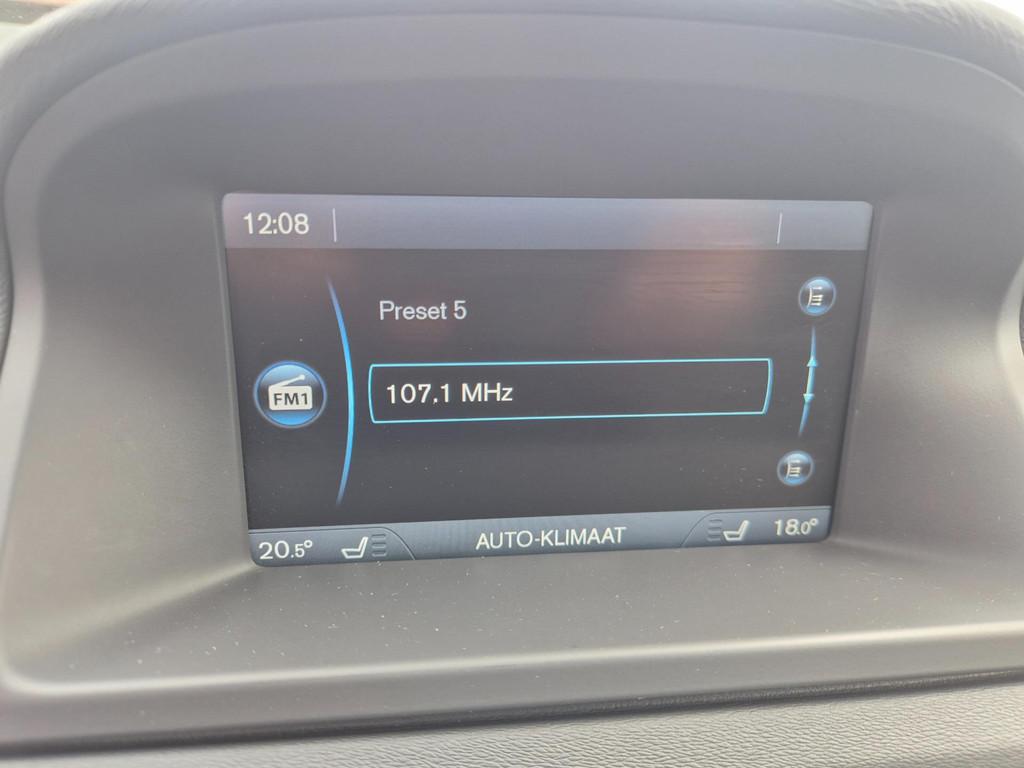 12:08
Preset 5
FM1
107.1 MHz
20.5° AUTO-KLIMAAT 18.0°